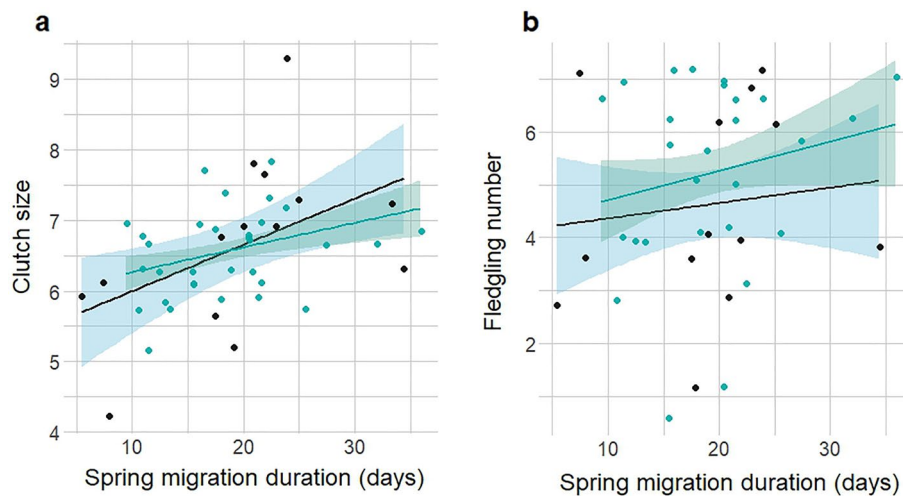 a
b
9
8
7
6
5
4
Clutch size
10 20 30
Spring migration duration (days)
6
4
2
Fledgling number
10 20 30
Spring migration duration (days)